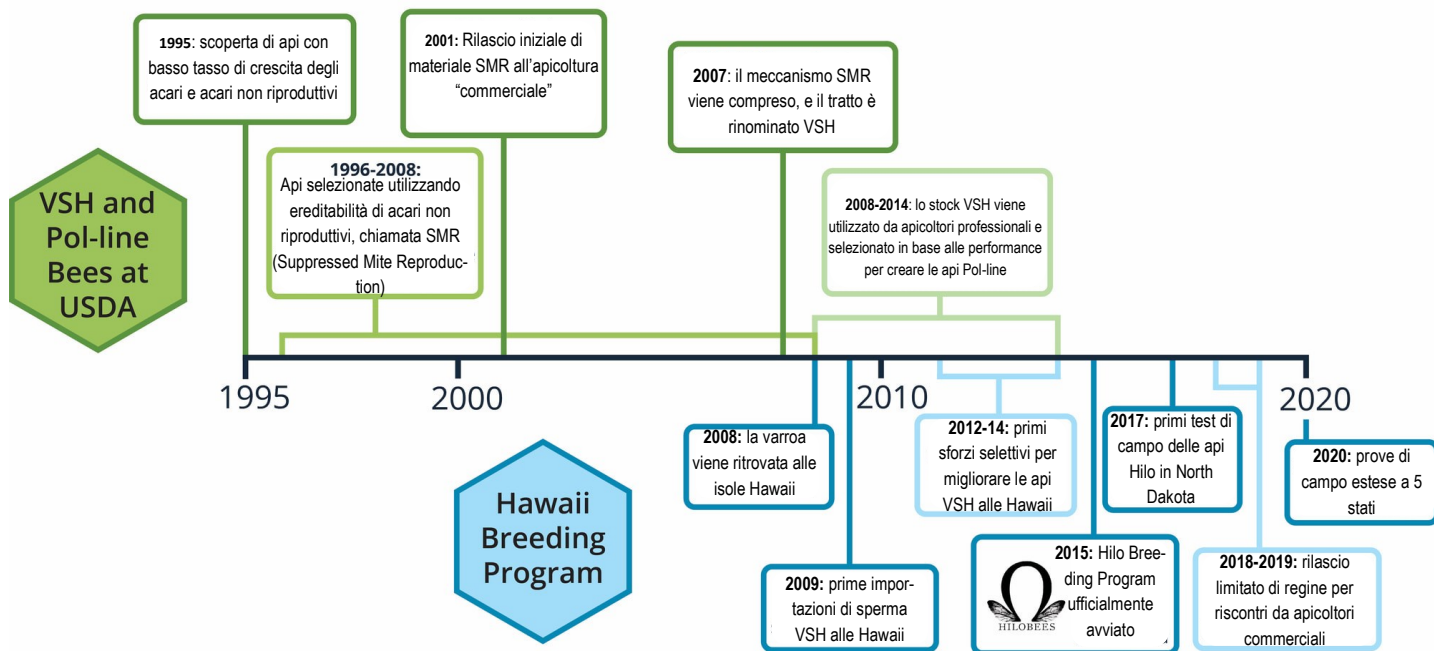 1995: scoperta di api con
basso tasso di crescita degli
acari e acari non riproduttivi
2001: Rilascio iniziale di
materiale SMR all'apicoltura
“commerciale”
2007: il meccanismo SMR
viene compreso, e il tratto è
rinominato VSH
VSH and
Pol-line
Bees at
USDA
1996-2008:
Api selezionate utilizzando
ereditabilità di acari non
riproduttivi, chiamata SMR
(Suppressed Mite Reproduc-
tion)
2008-2014: lo stock VSH viene
utilizzato da apicoltori professionali e
selezionato in base alle performance
per creare le api Pol-line
1995
2000
2010
2020
Hawaii
Breeding
Program
2008: la varroa
viene ritrovata alle
isole Hawaii
2009: prime impor-
tazioni di sperma
VSH alle Hawaii
2012-14: primi
sforzi selettivi per
migliorare le api
VSH alle Hawaii
2015: Hilo Bree-
ding Program
ufficialmente
avviato
HILOBEES
2017: primi test di
campo delle api
Hilo in North
Dakota
2018-2019: rilascio
limitato di regine per
riscontri da apicoltori
commerciali
2020: prove di
campo estese a 5
stati